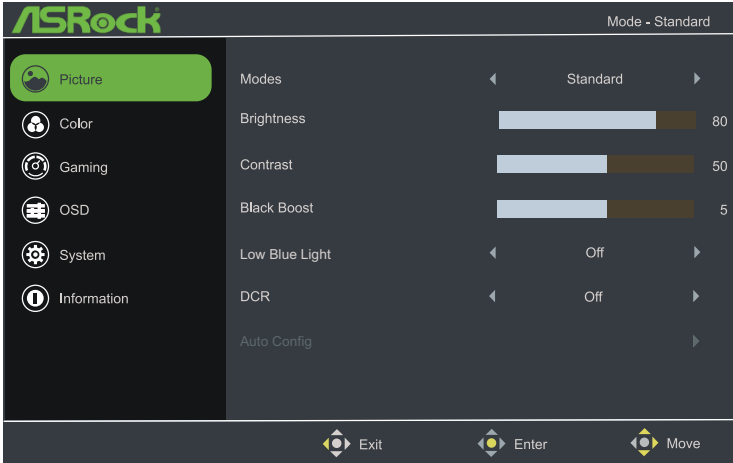 ASRock
Mode - Standard
Picture
Color
Gaming
OSD
System
Information
Modes Standard
Brightness 80
Contrast 50
Black Boost 5
Low Blue Light Off
DCR Off
Auto Config
Exit Enter Move